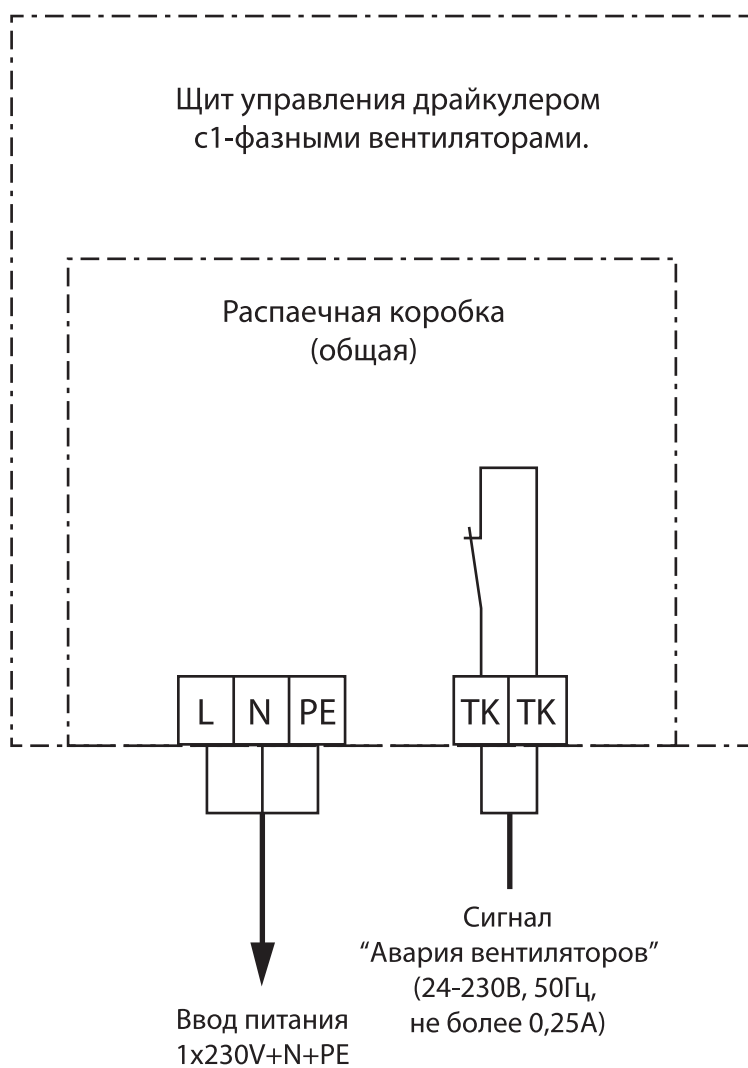 Щит управления драйкулером
с1-фазными вентиляторами.
Распаечная коробка
(общая)
L N PE TK TK
Сигнал
“Авария вентиляторов”
(24-230В, 50Гц,
не более 0,25А)
Ввод питания
1x230V+N+PE